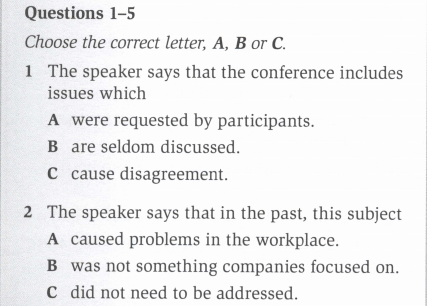 Questions 1–5
Choose the correct letter, A, B or C.
1 The speaker says that the conference includes
issues which
A were requested by participants.
B are seldom discussed.
C cause disagreement.
2 The speaker says that in the past, this subject
A caused problems in the workplace.
B was not something companies focused on.
C did not need to be addressed.